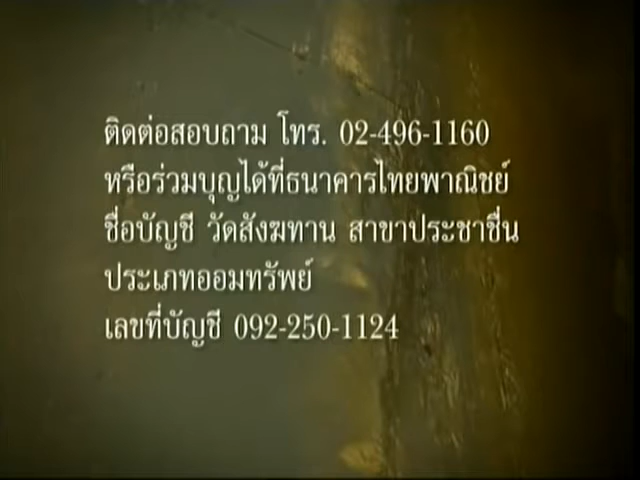 ติดต่อสอบถาม โทร. 02-496-1160
หรือร่วมบุญได้ที่ธนาคารไทยพาณิชย์
ชื่อบัญชี วัดสังฆทาน สาขาประชาชื่น
ประเภทออมทรัพย์
เลขที่บัญชี 092-250-1124